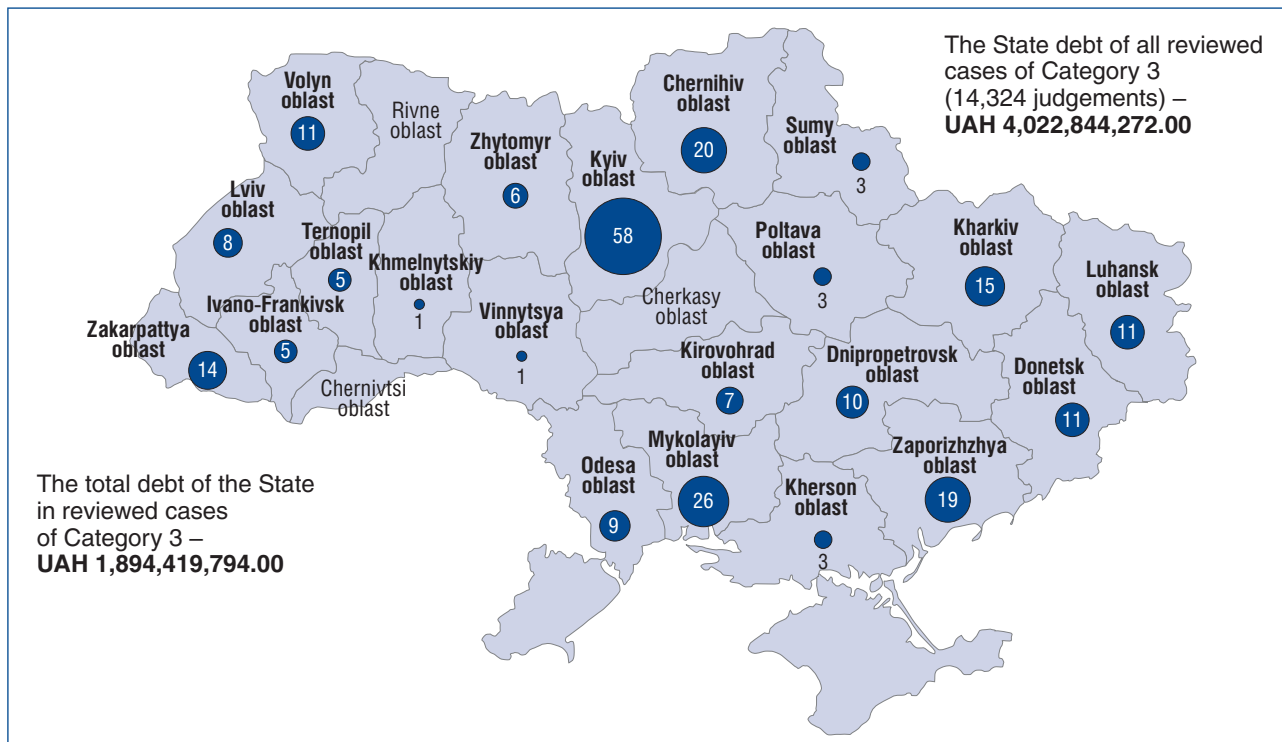 The State debt of all reviewed
cases of Category 3
(14,324 judgements) –
UAH 4,022,844,272.00
Volyn
oblast
11
Rivne
oblast
Zhytomyr
oblast
6
Kyiv
oblast
58
Chernihiv
oblast
20
Sumy
oblast
3
Lviv
oblast
8
Ternopil
oblast
5
Khmelnytskiy
oblast
1
Ivano-Frankivsk
oblast
5
Zakarpattya
oblast
14
Chernivtsi
oblast
Vinnytsya
oblast
1
Cherkasy
oblast
Poltava
oblast
3
Kharkiv
oblast
15
Luhansk
oblast
11
Kirovohrad
oblast
7
Dnipropetrovsk
oblast
10
Donetsk
oblast
11
Odesa
oblast
9
Mykolayiv
oblast
26
Kherson
oblast
3
Zaporizhzhya
oblast
19
The total debt of the State
in reviewed cases
of Category 3 –
UAH 1,894,419,794.00